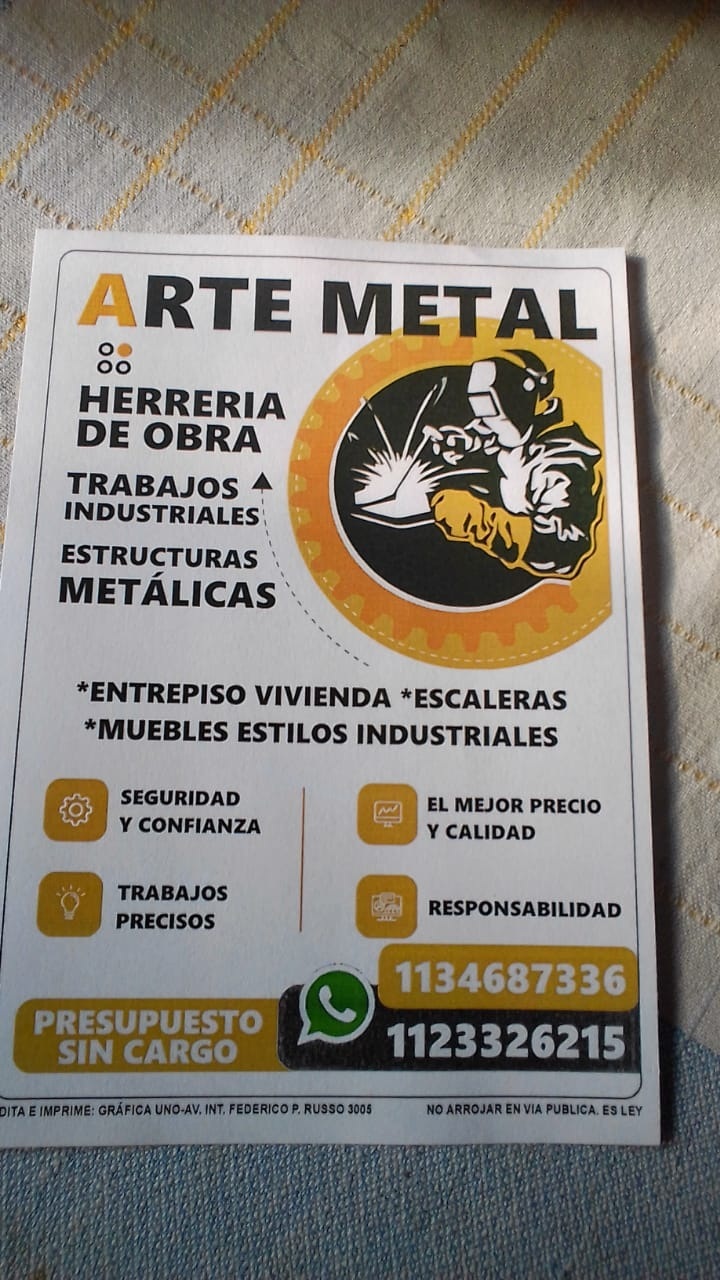 ARTE METAL
HERRERIA
DE OBRA
TRABAJOS
INDUSTRIALES
ESTRUCTURAS
METÁLICAS
*ENTREPISO VIVIENDA *ESCALERAS
*MUEBLES ESTILOS INDUSTRIALES
SEGURIDAD
Y CONFIANZA
EL MEJOR PRECIO
Y CALIDAD
TRABAJOS
PRECISOS
RESPONSABILIDAD
1134687336
1123326215
PRESUPUESTO
SIN CARGO
DITA E IMPRIME: GRÁFICA UNO-AV. INT. FEDERICO P. RUSSO 3005
NO ARROJAR EN VIA PUBLICA. ES LEY